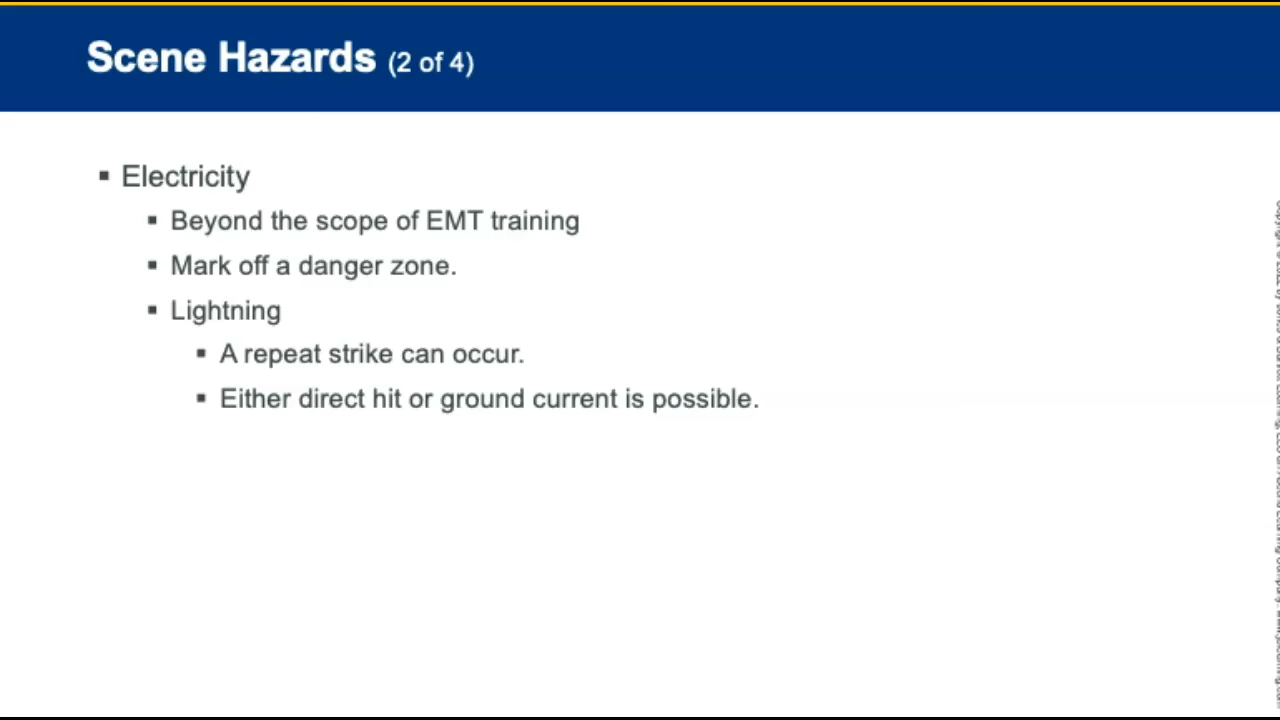 Scene Hazards (2 of 4)
▪ Electricity
▪ Beyond the scope of EMT training
▪ Mark off a danger zone.
▪ Lightning
▪ A repeat strike can occur.
▪ Either direct hit or ground current is possible.